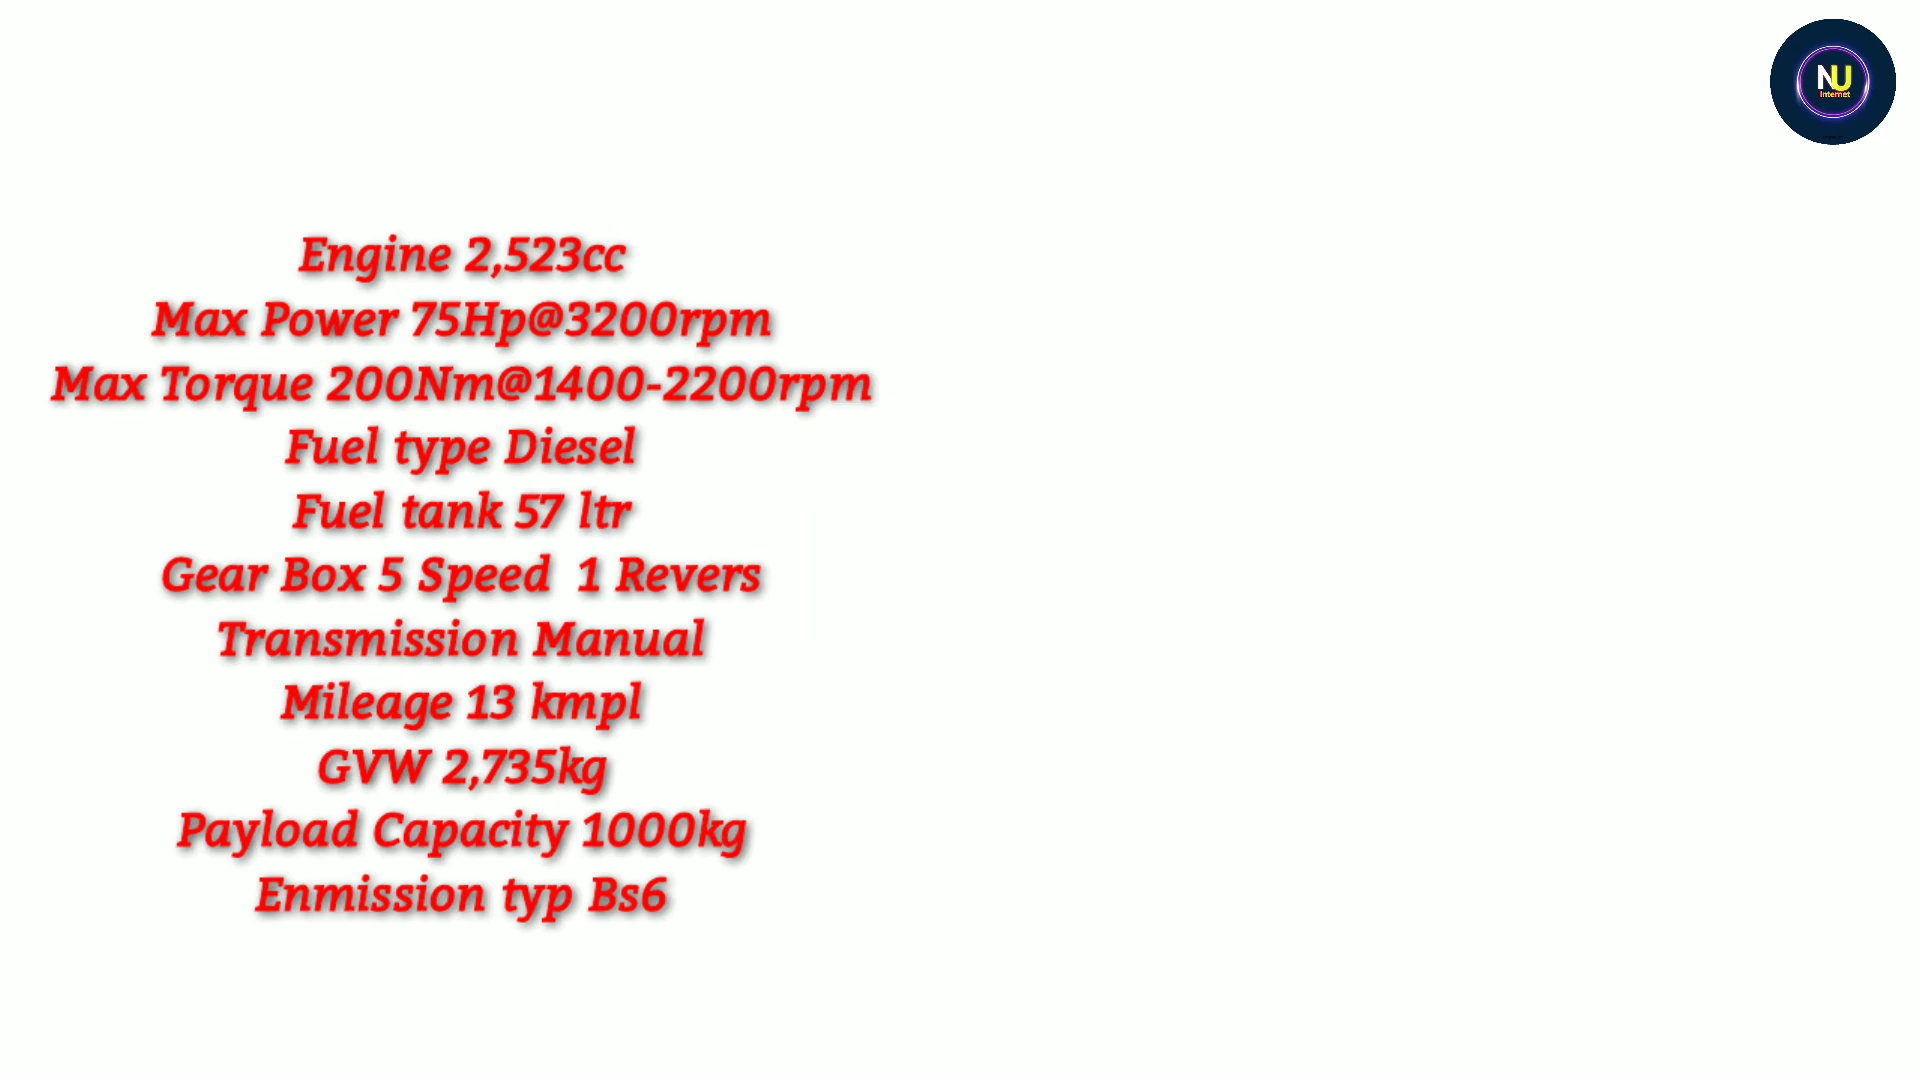 NU
Internet
Engine 2,523cc
Max Power 75Hp@3200rpm
Max Torque 200Nm@1400-2200rpm
Fuel type Diesel
Fuel tank 57 ltr
Gear Box 5 Speed  1 Revers
Transmission Manual
Mileage 13 kmpl
GVW 2,735kg
Payload Capacity 1000kg
Enmission typ Bs6